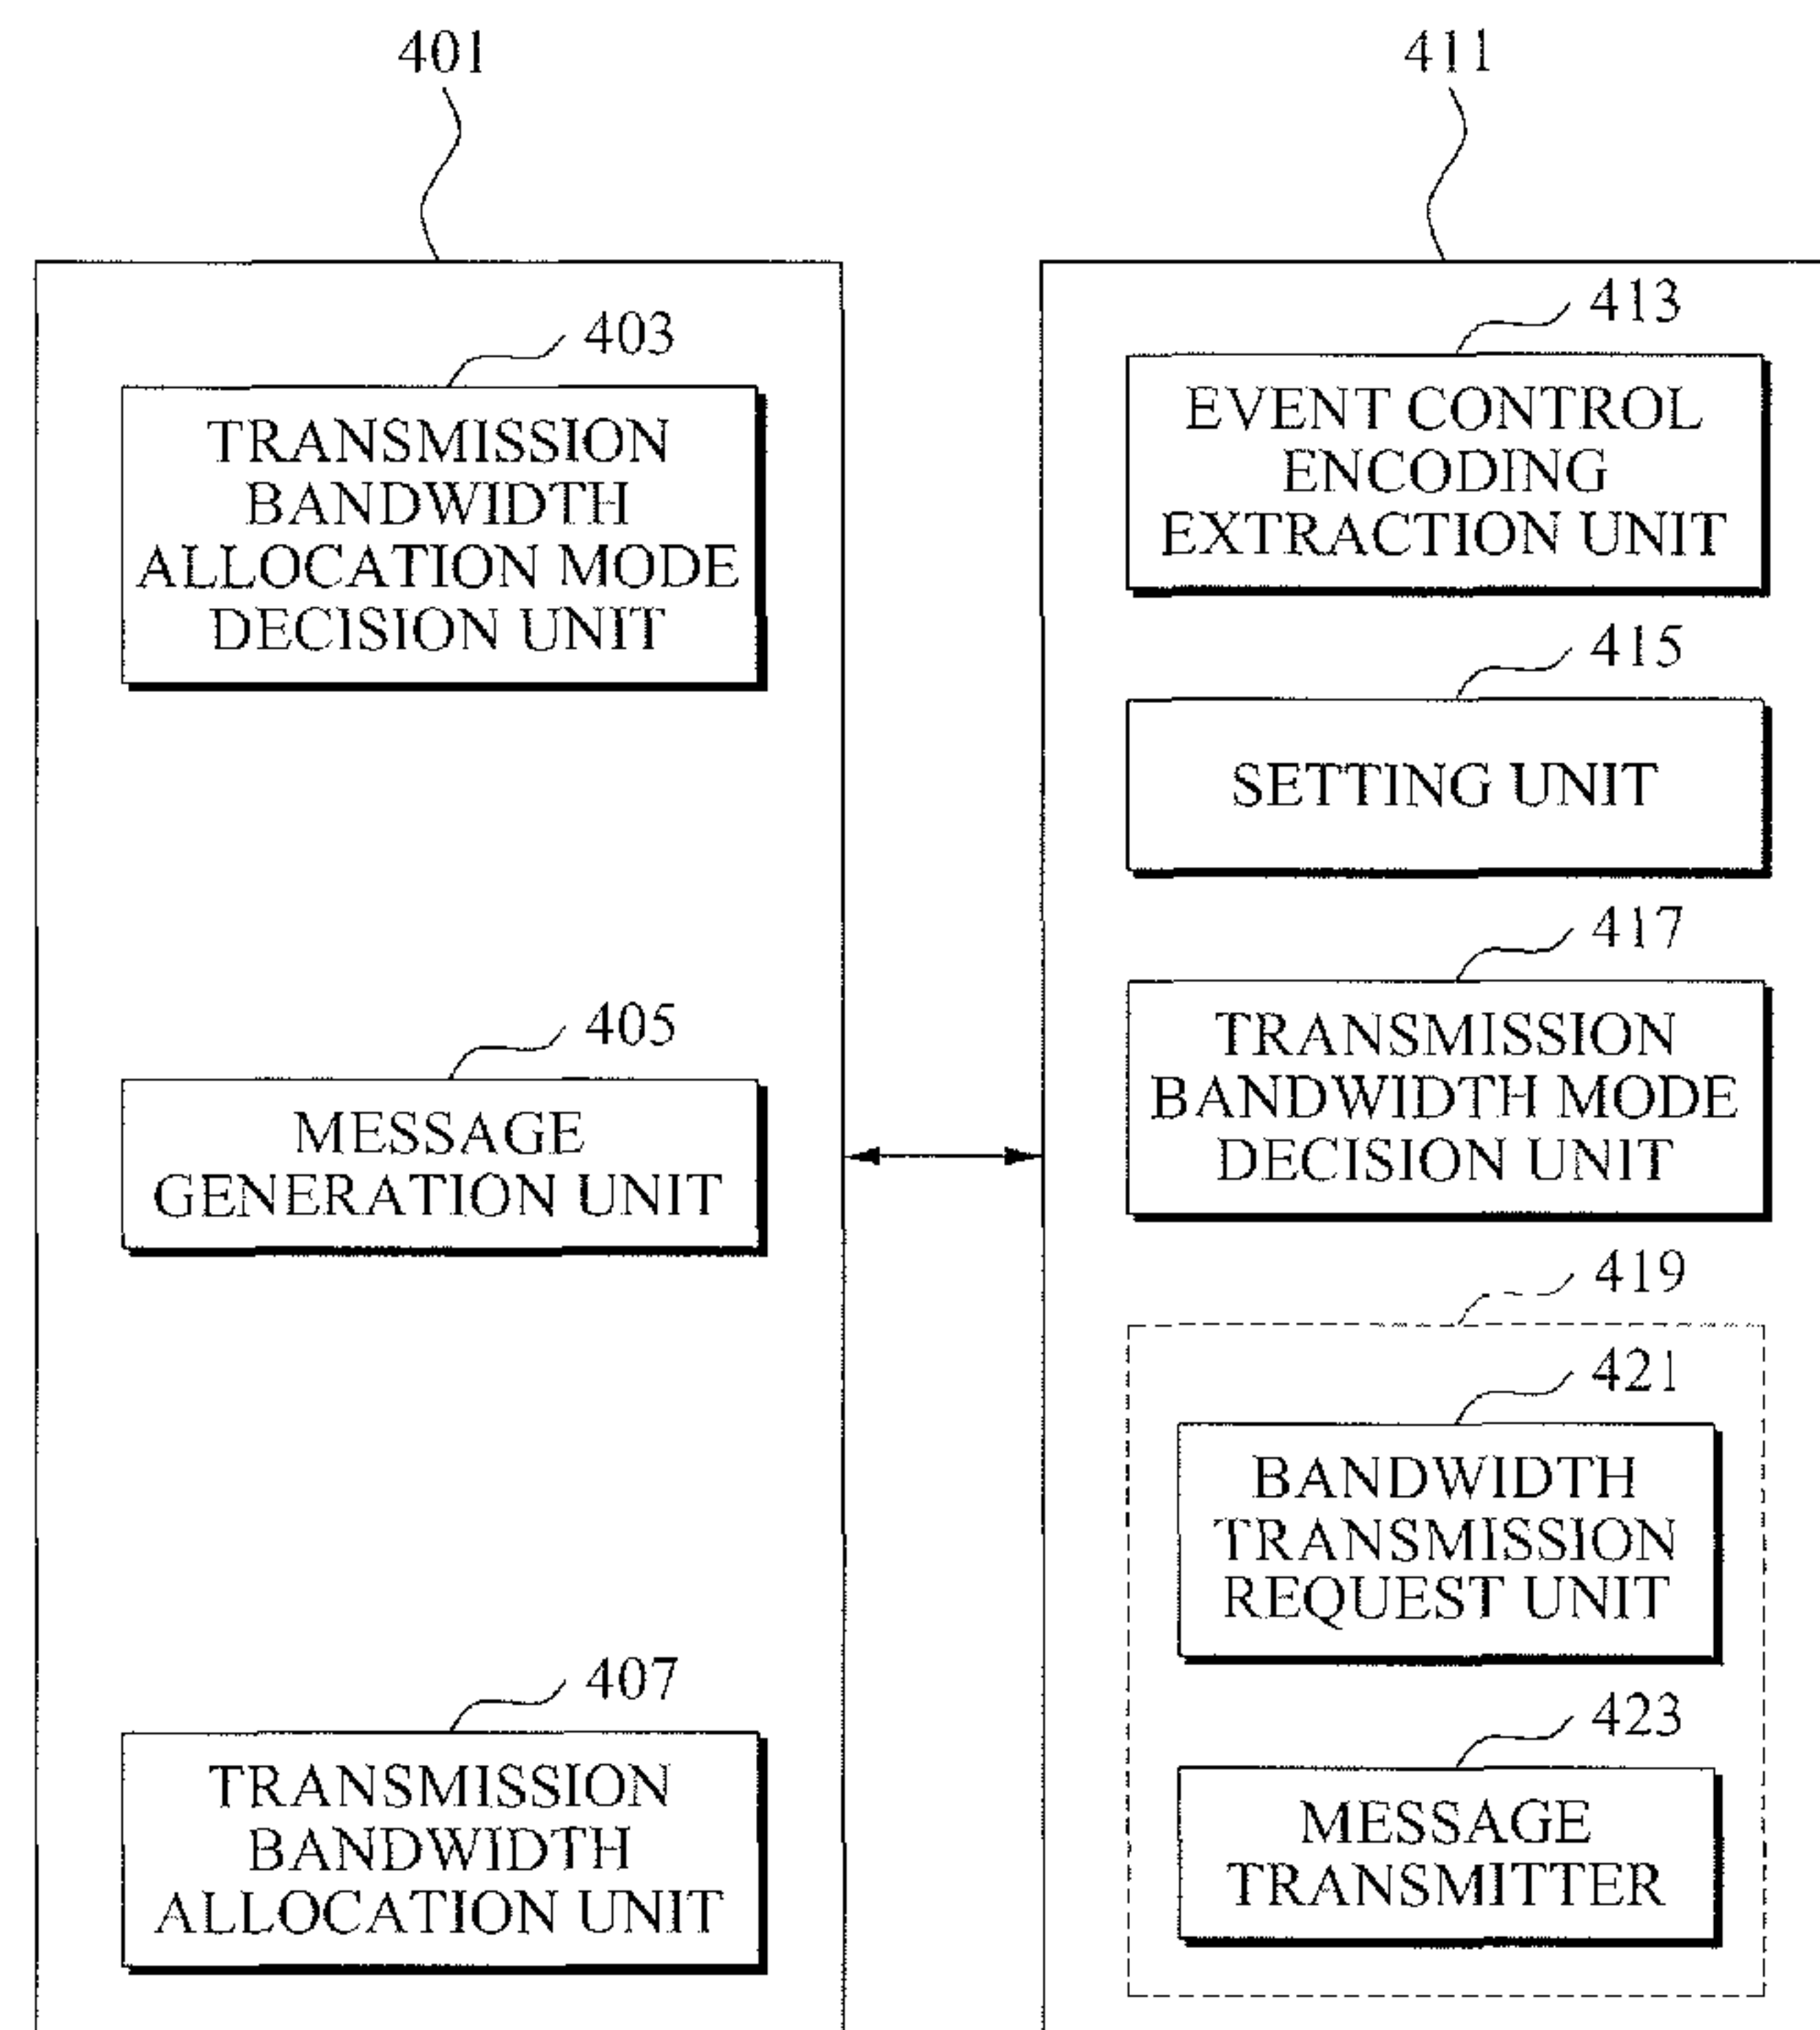 401
403
TRANSMISSION
BANDWIDTH
ALLOCATION MODE
DECISION UNIT
405
MESSAGE
GENERATION UNIT
407
TRANSMISSION
BANDWIDTH
ALLOCATION UNIT
411
413
EVENT CONTROL
ENCODING
EXTRACTION UNIT
415
SETTING UNIT
417
TRANSMISSION
BANDWIDTH MODE
DECISION UNIT
419
421
BANDWIDTH
TRANSMISSION
REQUEST UNIT
423
MESSAGE
TRANSMITTER